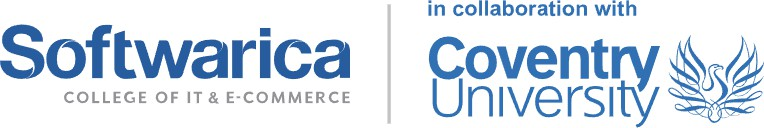 Softwarica
COLLEGE OF IT & E-COMMERCE
in collaboration with
Coventry
University